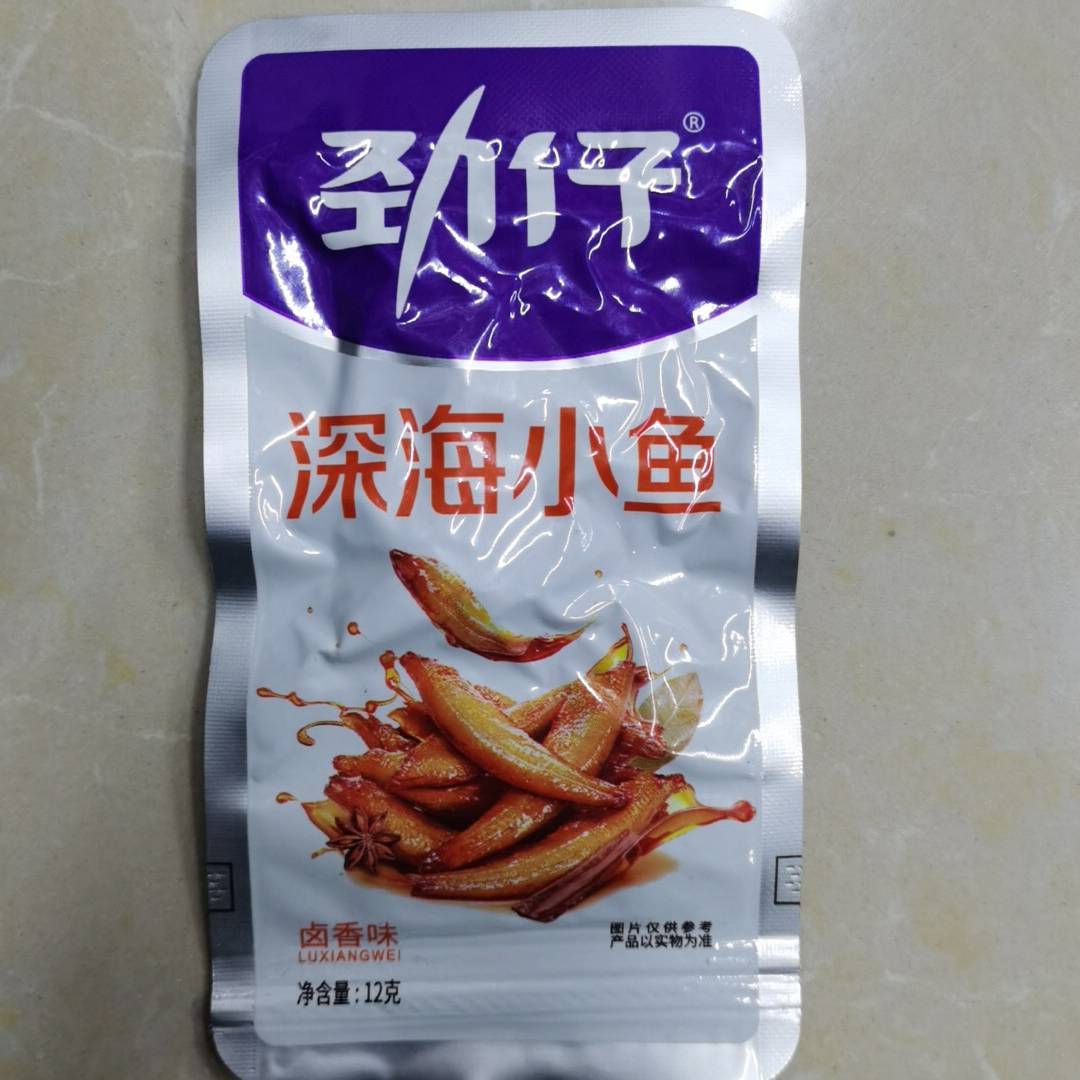 劲仔®
深海小鱼
卤香味
LUXIANGWEI
图片仅供参考
产品以实物为准
净含量:12克